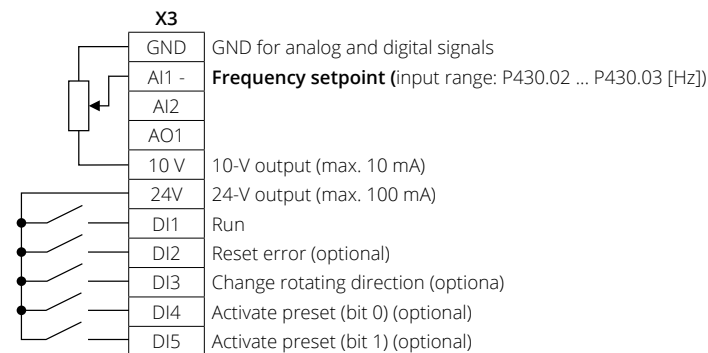 X3
GND GND for analog and digital signals
AI1 - Frequency setpoint (input range: P430.02 ... P430.03 [Hz])
AI2
AO1
10 V 10-V output (max. 10 mA)
24V 24-V output (max. 100 mA)
DI1 Run
DI2 Reset error (optional)
DI3 Change rotating direction (optiona)
DI4 Activate preset (bit 0) (optional)
DI5 Activate preset (bit 1) (optional)